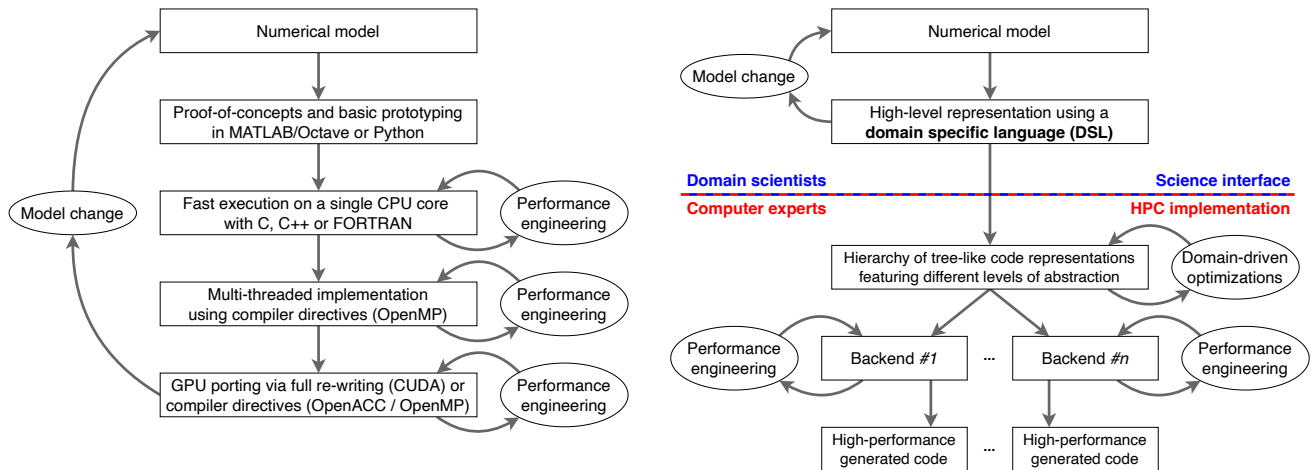 Numerical model
Proof-of-concepts and basic prototyping
in MATLAB/Octave or Python
Fast execution on a single CPU core
with C, C++ or FORTRAN
Performance
engineering
Model change
Multi-threaded implementation
using compiler directives (OpenMP)
Performance
engineering
GPU porting via full re-writing (CUDA) or
compiler directives (OpenACC / OpenMP)
Performance
engineering
Numerical model
Model change
High-level representation using a
domain specific language (DSL)
Domain scientists
Science interface
Computer experts
HPC implementation
Hierarchy of tree-like code representations
featuring different levels of abstraction
Domain-driven
optimizations
Performance
engineering
Backend #1
...
Backend #n
Performance
engineering
High-performance
generated code
...
High-performance
generated code